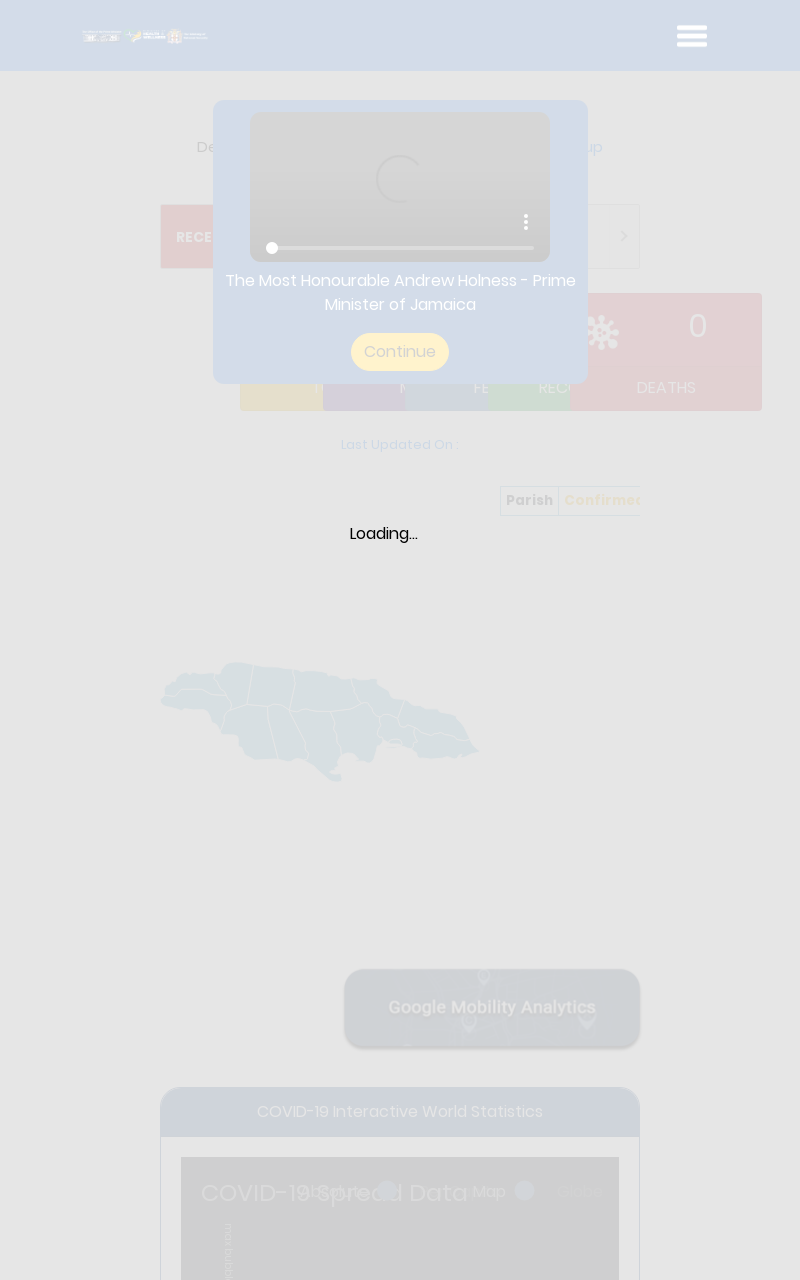 De
up
RECE
The Most Honourable Andrew Holness - Prime
Minister of Jamaica
Continue
0
FE
DEATHS
Last Updated On :
Parish
Loading...
Google Mobility Analytics
COVID-19 Interactive World Statistics
COVID-19 Spread Data
Map